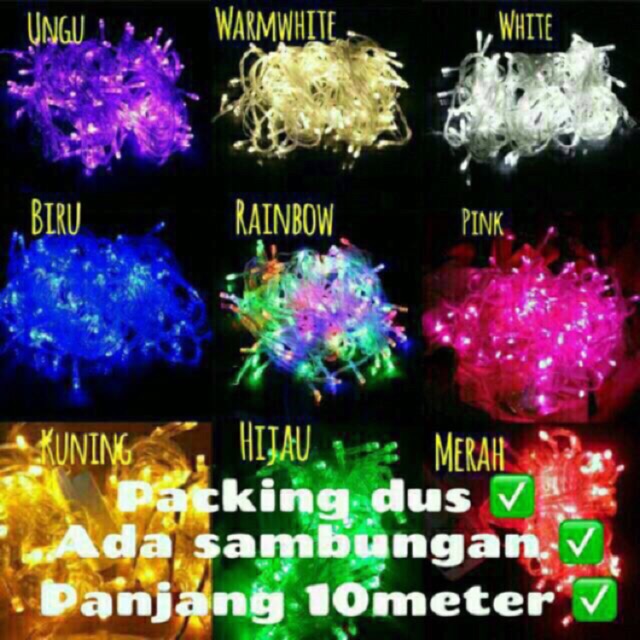 UNGU
WARMWHITE
WHITE
BIRU
RAINBOW
PINK
KUNING
HIJAU
MERAH
Packing dus ✅
Ada sambungan ✅
Panjang 10meter ✅